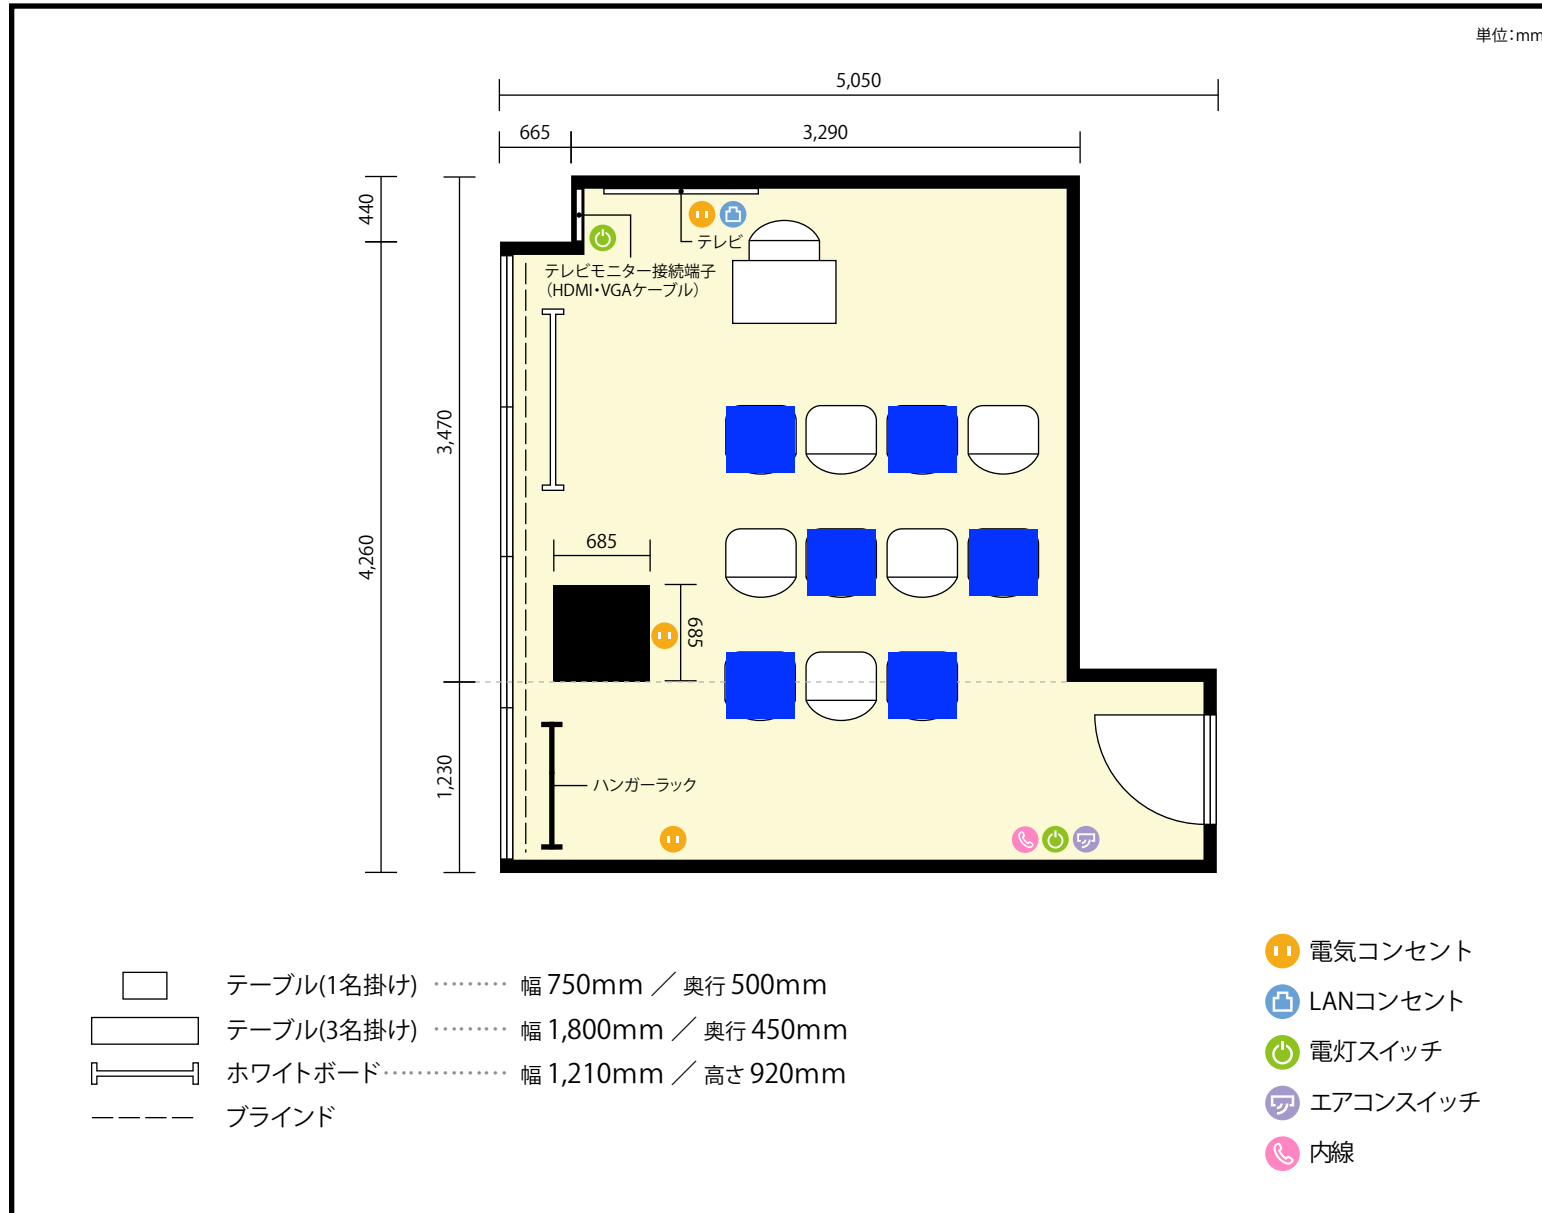 単位：mm
5,050
665
3,290
440
テレビ
テレビモニター接続端子
（HDMI・VGAケーブル）
3,470
4,260
685
685
1,230
ハンガーラック
テーブル(1名掛け) ……… 幅 750mm ／ 奥行 500mm
テーブル(3名掛け) ……… 幅 1,800mm ／ 奥行 450mm
ホワイトボード…………… 幅 1,210mm ／ 高さ 920mm
ブラインド
電気コンセント
LANコンセント
電灯スイッチ
エアコンスイッチ
内線